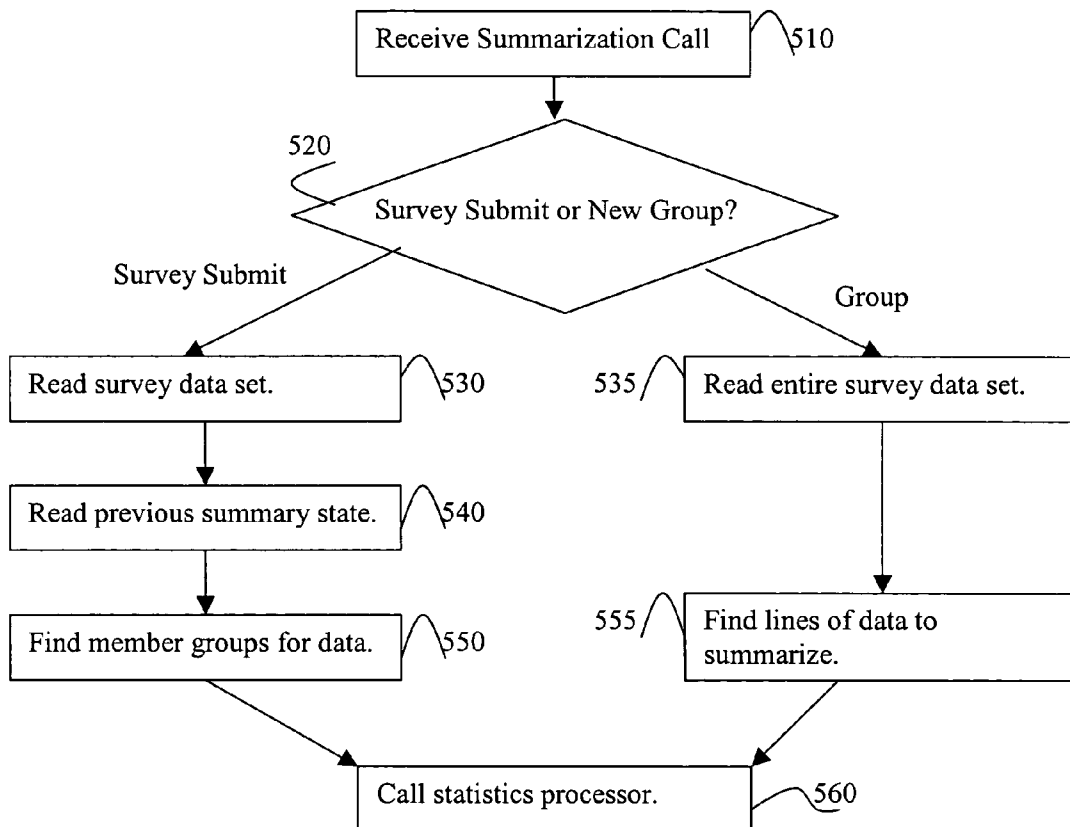 Receive Summarization Call
510
520
Survey Submit or New Group?
Survey Submit
Group
Read survey data set.
530
535
Read entire survey data set.
Read previous summary state.
540
Find member groups for data.
550
555
Find lines of data to
summarize.
Call statistics processor.
560